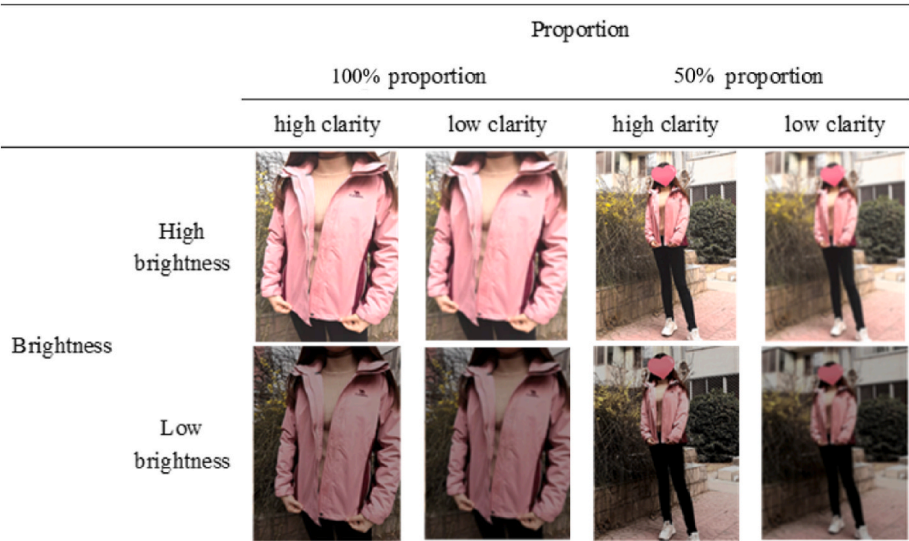 Proportion
100% proportion
50% proportion
high clarity
low clarity
high clarity
low clarity
High
brightness
Brightness
Low
brightness